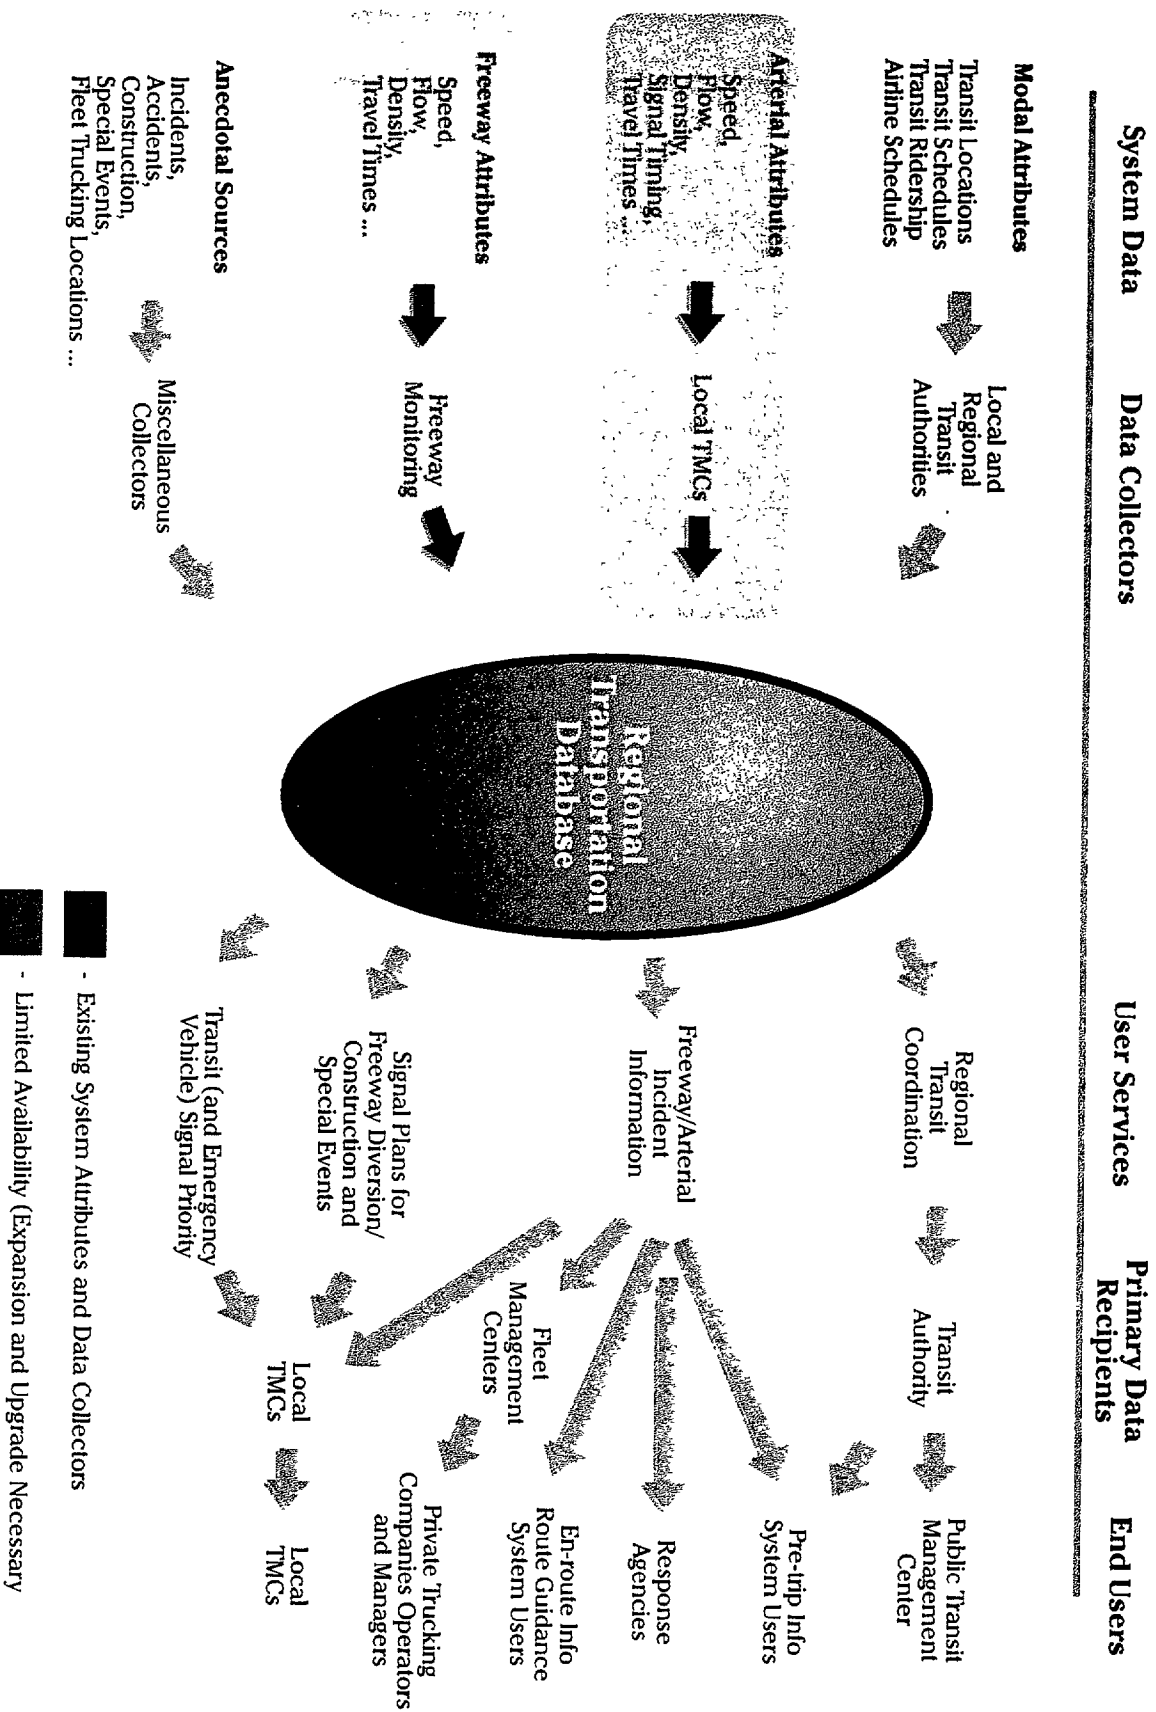 System Data
Data Collectors
User Services
Primary Data
Recipients
End Users
Modal Attributes
Transit Locations
Transit Schedules
Transit Ridership
Airline Schedules
Local and
Regional
Transit
Authorities
Arterial Attributes
Speed,
Flow,
Density,
Signal Timing,
Travel Times ...
Local TMCs
Freeway Attributes
Speed,
Flow,
Density,
Travel Times ...
Freeway
Monitoring
Anecdotal Sources
Incidents,
Accidents,
Construction,
Special Events,
Fleet Trucking Locations ...
Miscellaneous
Collectors
Regional
Transportation
Database
Regional
Transit
Coordination
Freeway/Arterial
Incident
Information
Signal Plans for
Freeway Diversion/
Construction and
Special Events
Transit (and Emergency
Vehicle) Signal Priority
Transit
Authority
Fleet
Management
Centers
Local
TMCs
Public Transit
Management
Center
Pre-trip Info
System Users
Response
Agencies
En-route Info
Route Guidance
System Users
Private Trucking
Companies Operators
and Managers
Local
TMCs
- Existing System Attributes and Data Collectors
- Limited Availability (Expansion and Upgrade Necessary